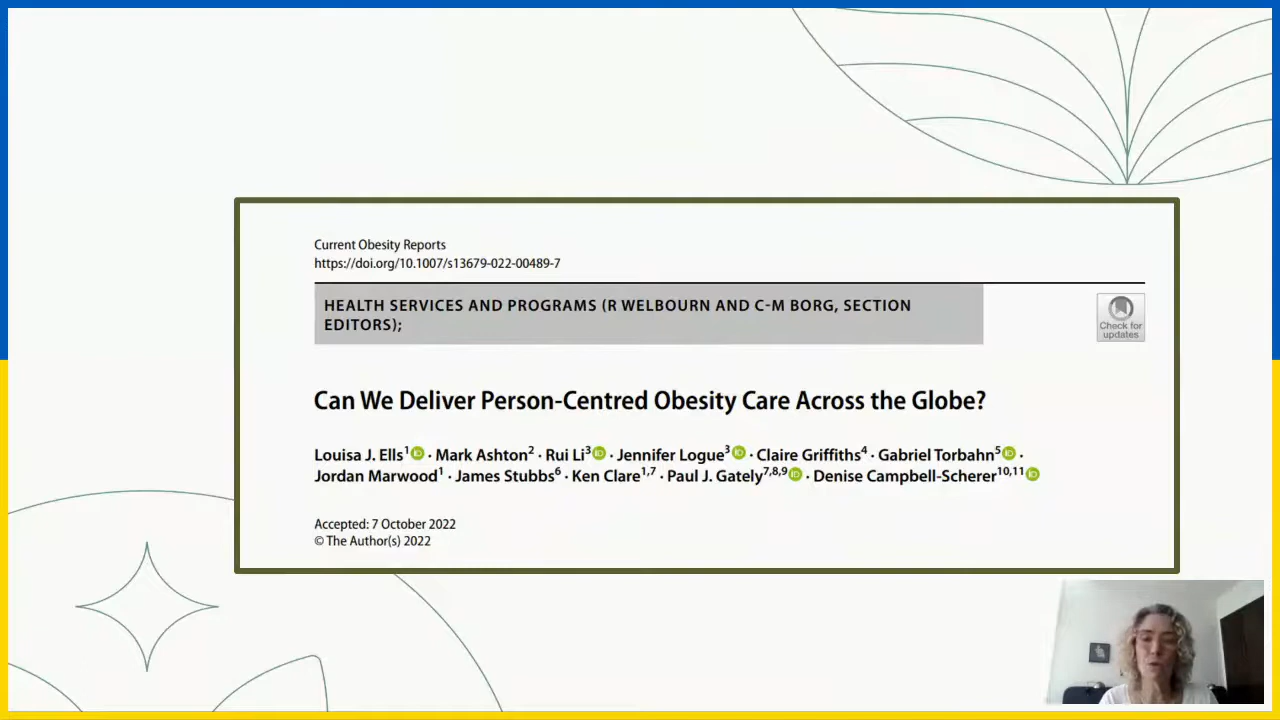 Current Obesity Reports
https://doi.org/10.1007/s13679-022-00489-7
HEALTH SERVICES AND PROGRAMS (R WELBOURN AND C-M BORG, SECTION
EDITORS);
Check for
updates
Can We Deliver Person-Centred Obesity Care Across the Globe?
Louisa J. Ells1 · Mark Ashton2 · Rui Li3 · Jennifer Logue3 · Claire Griffiths4 · Gabriel Torbahn5 ·
Jordan Marwood1 · James Stubbs6 · Ken Clare1,7 · Paul J. Gately7,8,9 · Denise Campbell-Scherer10,11
Accepted: 7 October 2022
© The Author(s) 2022